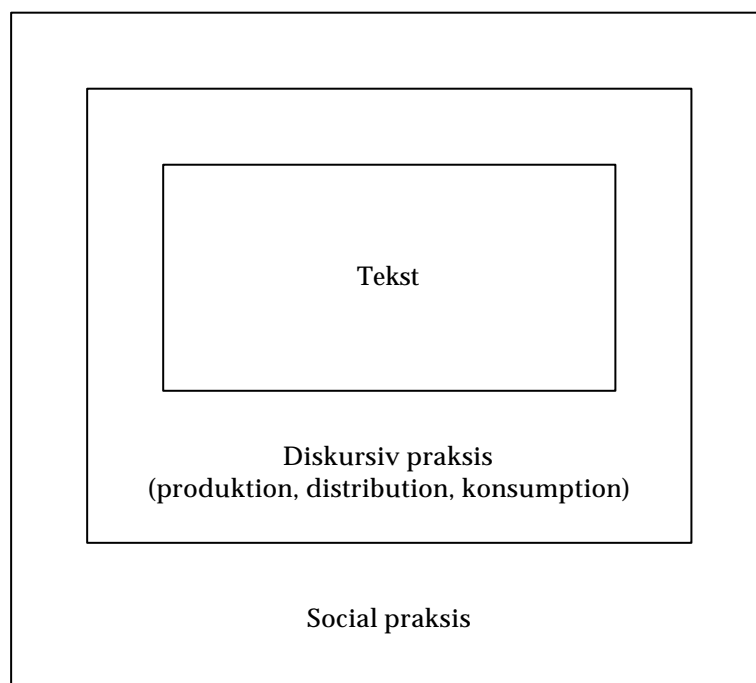 Tekst
Diskursiv praksis
(produktion, distribution, konsumption)
Social praksis